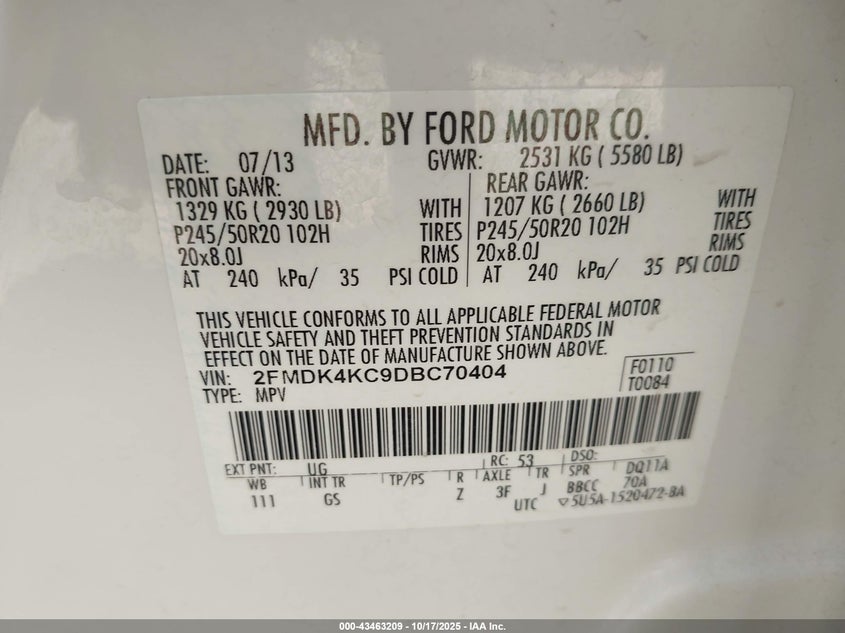 MFD. BY FORD MOTOR CO.
DATE: 07/13 GVWR: 2531 KG ( 5580 LB)
FRONT GAWR: REAR GAWR:
1329 KG ( 2930 LB) WITH 1207 KG ( 2660 LB) WITH
P245/50R20 102H TIRES P245/50R20 102H TIRES
20x8.0J RIMS 20x8.0J RIMS
AT 240 kPa/ 35 PSI COLD AT 240 kPa/ 35 PSI COLD
THIS VEHICLE CONFORMS TO ALL APPLICABLE FEDERAL MOTOR
VEHICLE SAFETY AND THEFT PREVENTION STANDARDS IN
EFFECT ON THE DATE OF MANUFACTURE SHOWN ABOVE.
VIN: 2FMDK4KC9DBC70404 F0110
TYPE: MPV T0084
EXT PNT: UG RC: 53 DSO:
WB INT TR TP/PS R AXLE TR SPR DQ11A
111 GS Z 3F J BBCC 70A
UTC ▽5U5A-1520472-BA
000-43463209 - 10/17/2025 - IAA Inc.